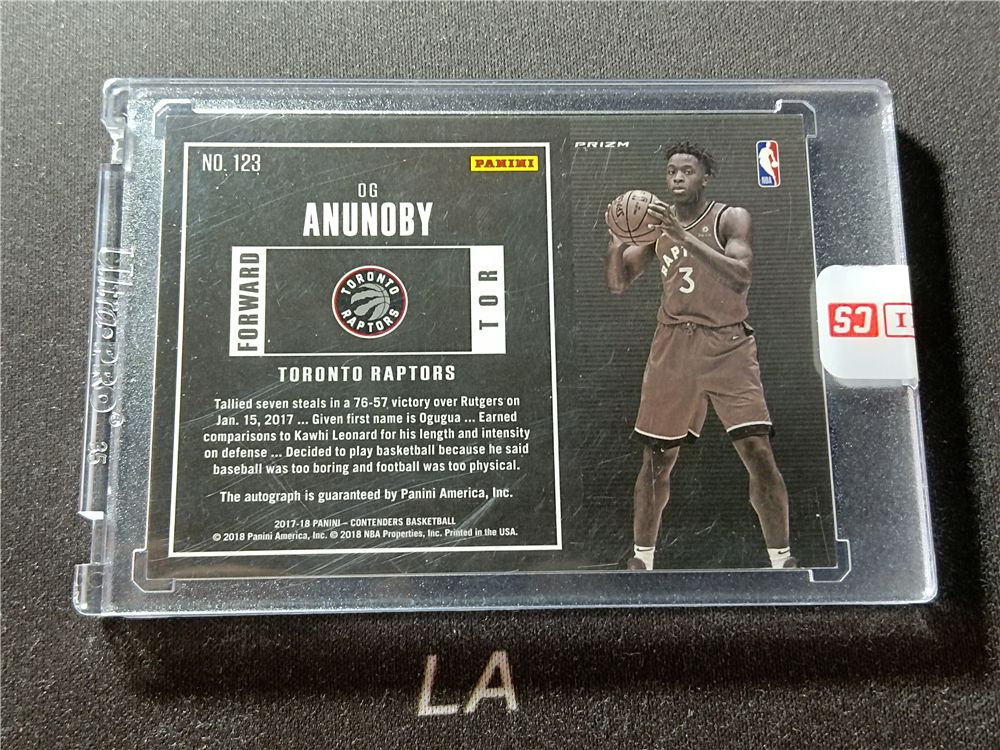 NO. 123
PANINI
PRIZM
NBA
OG
ANUNOBY
FORWARD
TORONTO
RAPTORS
TOR
TORONTO RAPTORS
Tallied seven steals in a 76-57 victory over Rutgers on
Jan. 15, 2017 ... Given first name is Ogugua ... Earned
comparisons to Kawhi Leonard for his length and intensity
on defense ... Decided to play basketball because he said
baseball was too boring and football was too physical.
The autograph is guaranteed by Panini America, Inc.
2017-18 PANINI – CONTENDERS BASKETBALL
© 2018 Panini America, Inc. © 2018 NBA Properties, Inc. Printed in the USA.
3
CS
LA